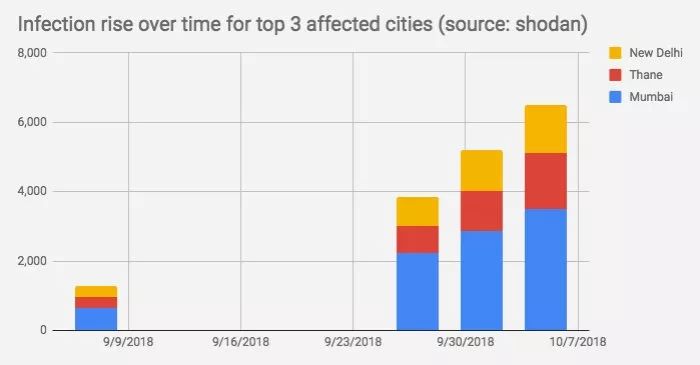 Infection rise over time for top 3 affected cities (source: shodan)
8,000
6,000
4,000
2,000
0
New Delhi
Thane
Mumbai
9/9/2018
9/16/2018
9/23/2018
9/30/2018
10/7/2018